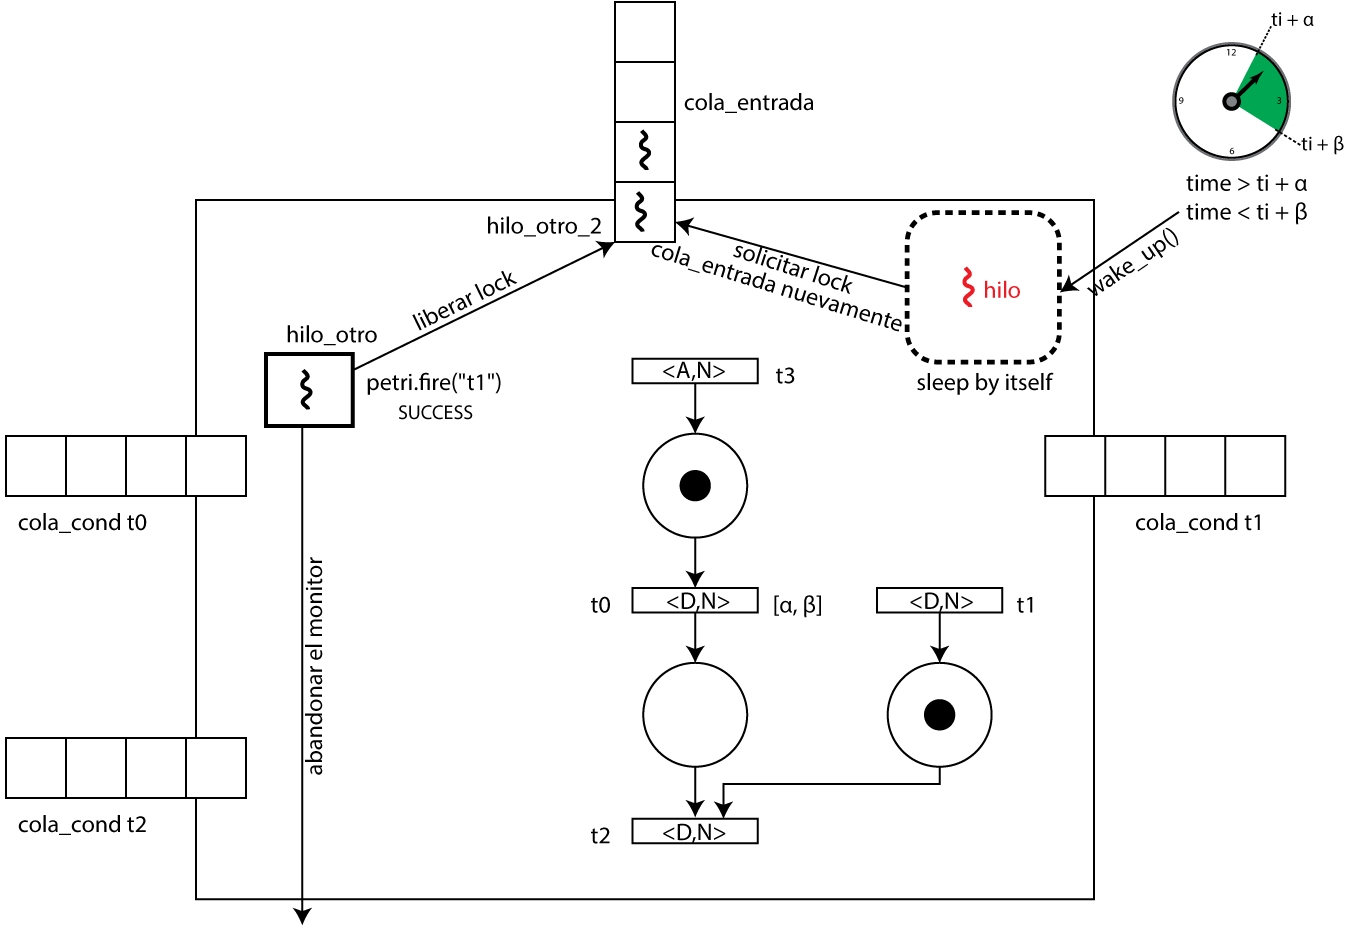 ti + α
12
cola_entrada
9
3
ti + β
6
time > ti + α
time < ti + β
hilo_otro_2
solicitar lock
cola_entrada nuevamente
wake_up()
liberar lock
hilo
hilo_otro
petri.fire("t1")
SUCCESS
<A,N>
t3
sleep by itself
cola_cond t0
cola_cond t1
abandonar el monitor
t0
<D,N>
[α, β]
<D,N>
t1
cola_cond t2
t2
<D,N>